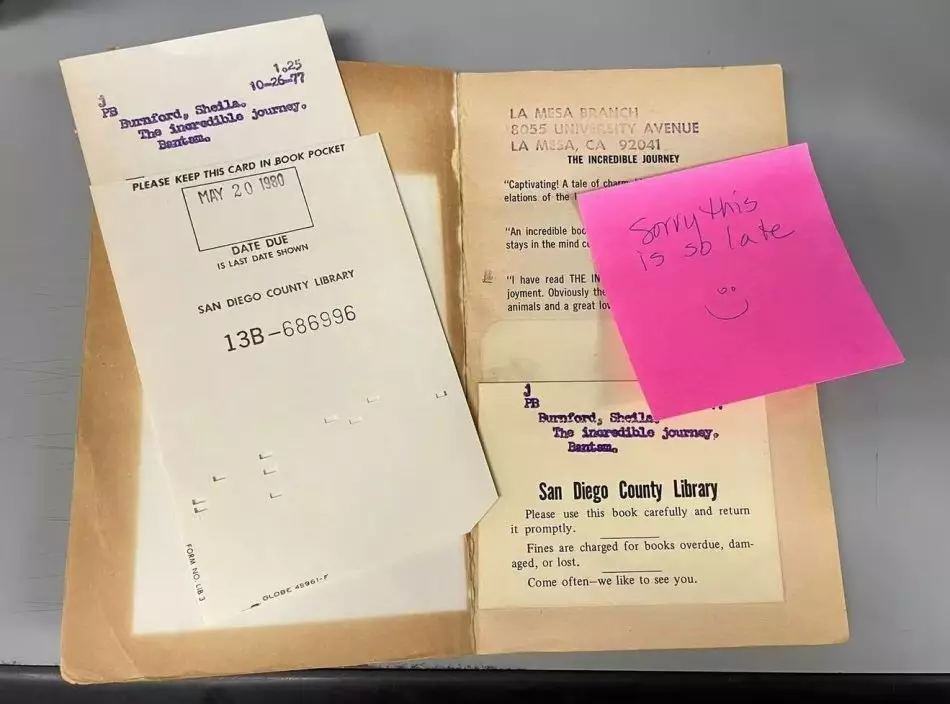 1.25
10-26-77
j
PB
Burnford, Sheila.
The incredible journey.
Bantam.
PLEASE KEEP THIS CARD IN BOOK POCKET
MAY 20 1980
DATE DUE
IS LAST DATE SHOWN
SAN DIEGO COUNTY LIBRARY
13B-686996
FORM NO. LIB 3
GLOBE 45961-F
LA MESA BRANCH
8055 UNIVERSITY AVENUE
LA MESA, CA 92041
THE INCREDIBLE JOURNEY
"Captivating! A tale of
elations of the
"An incredible
stays in the mind
"I have read THE
joyment. Obviously the
animals and a great
Sorry this
is so late
j
PB
Burnford, Sheila.
The incredible journey.
Bantam.
San Diego County Library
Please use this book carefully and return
it promptly.
Fines are charged for books overdue, dam-
aged, or lost.
Come often—we like to see you.